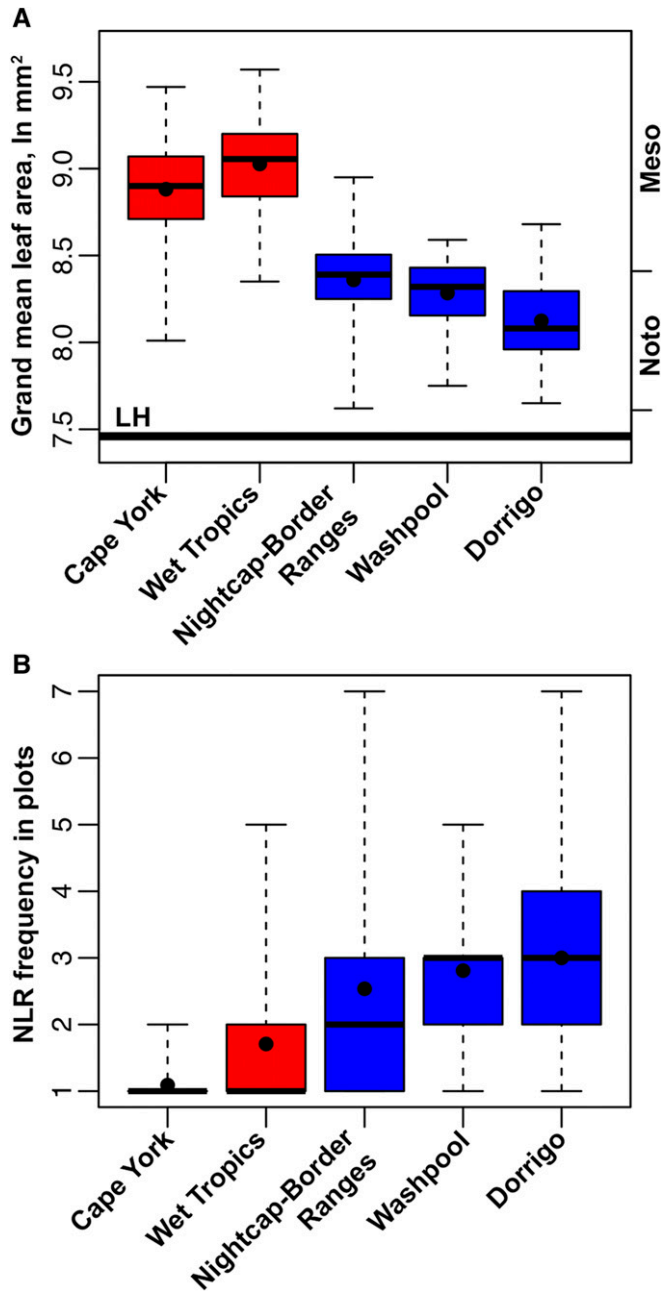 A
Grand mean leaf area, ln mm²
9.5
9.0
8.5
8.0
7.5
Meso
Noto
LH
Cape York
Wet Tropics
Nightcap-Border
Ranges
Washpool
Dorrigo
B
NLR frequency in plots
7
6
5
4
3
2
1
Cape York
Wet Tropics
Nightcap-Border
Ranges
Washpool
Dorrigo